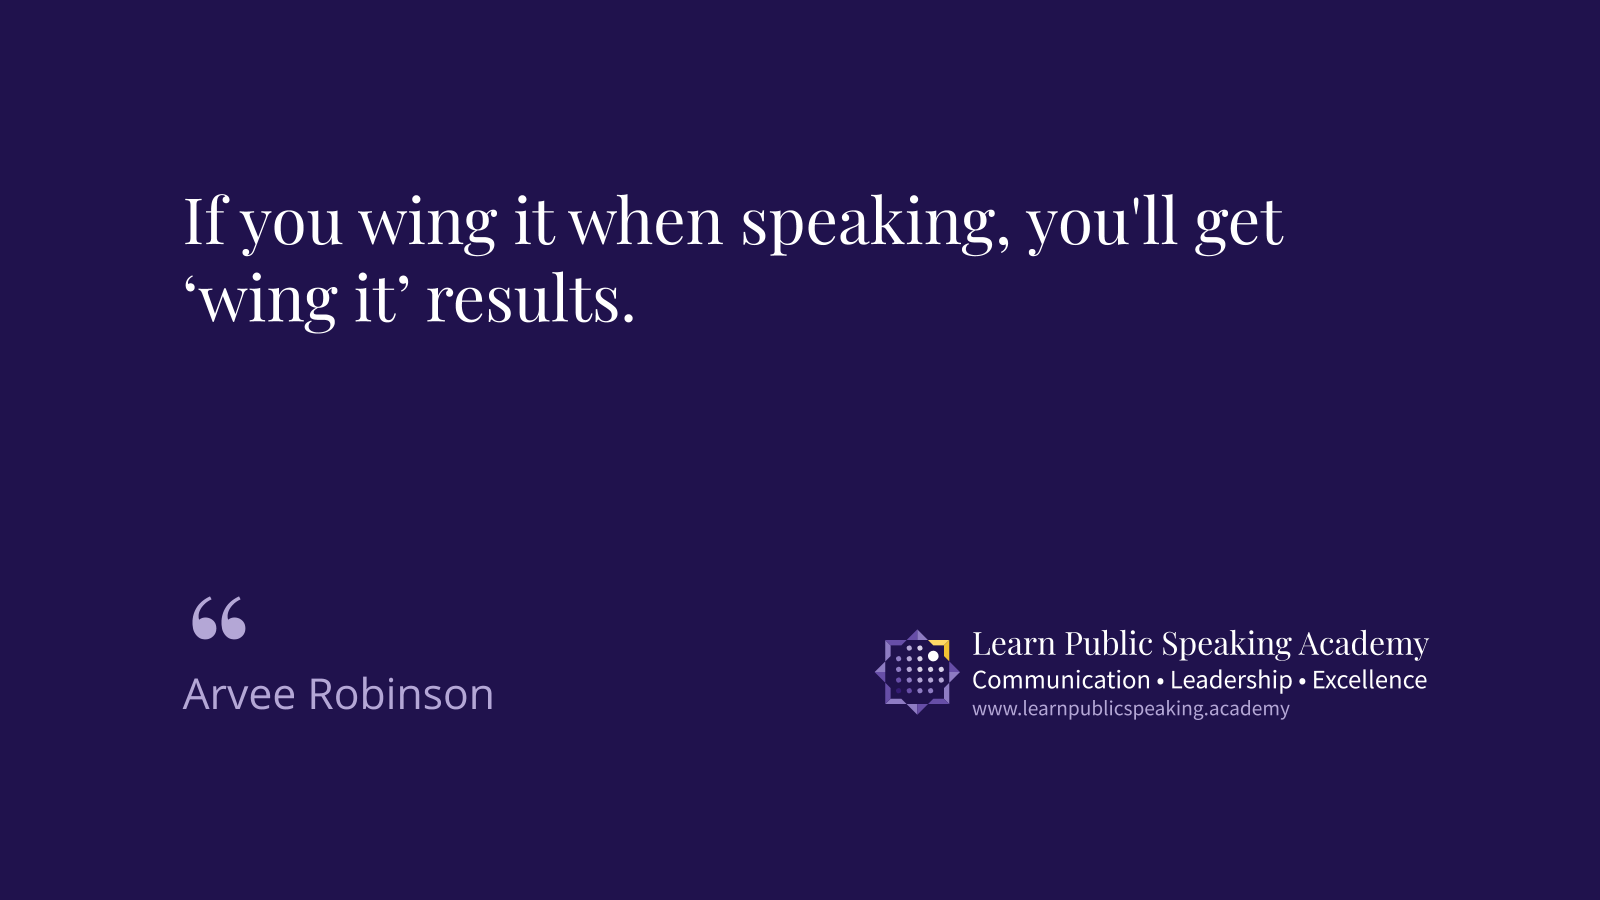 If you wing it when speaking, you'll get
‘wing it’ results.
“
Arvee Robinson
Learn Public Speaking Academy
Communication • Leadership • Excellence
www.learnpublicspeaking.academy